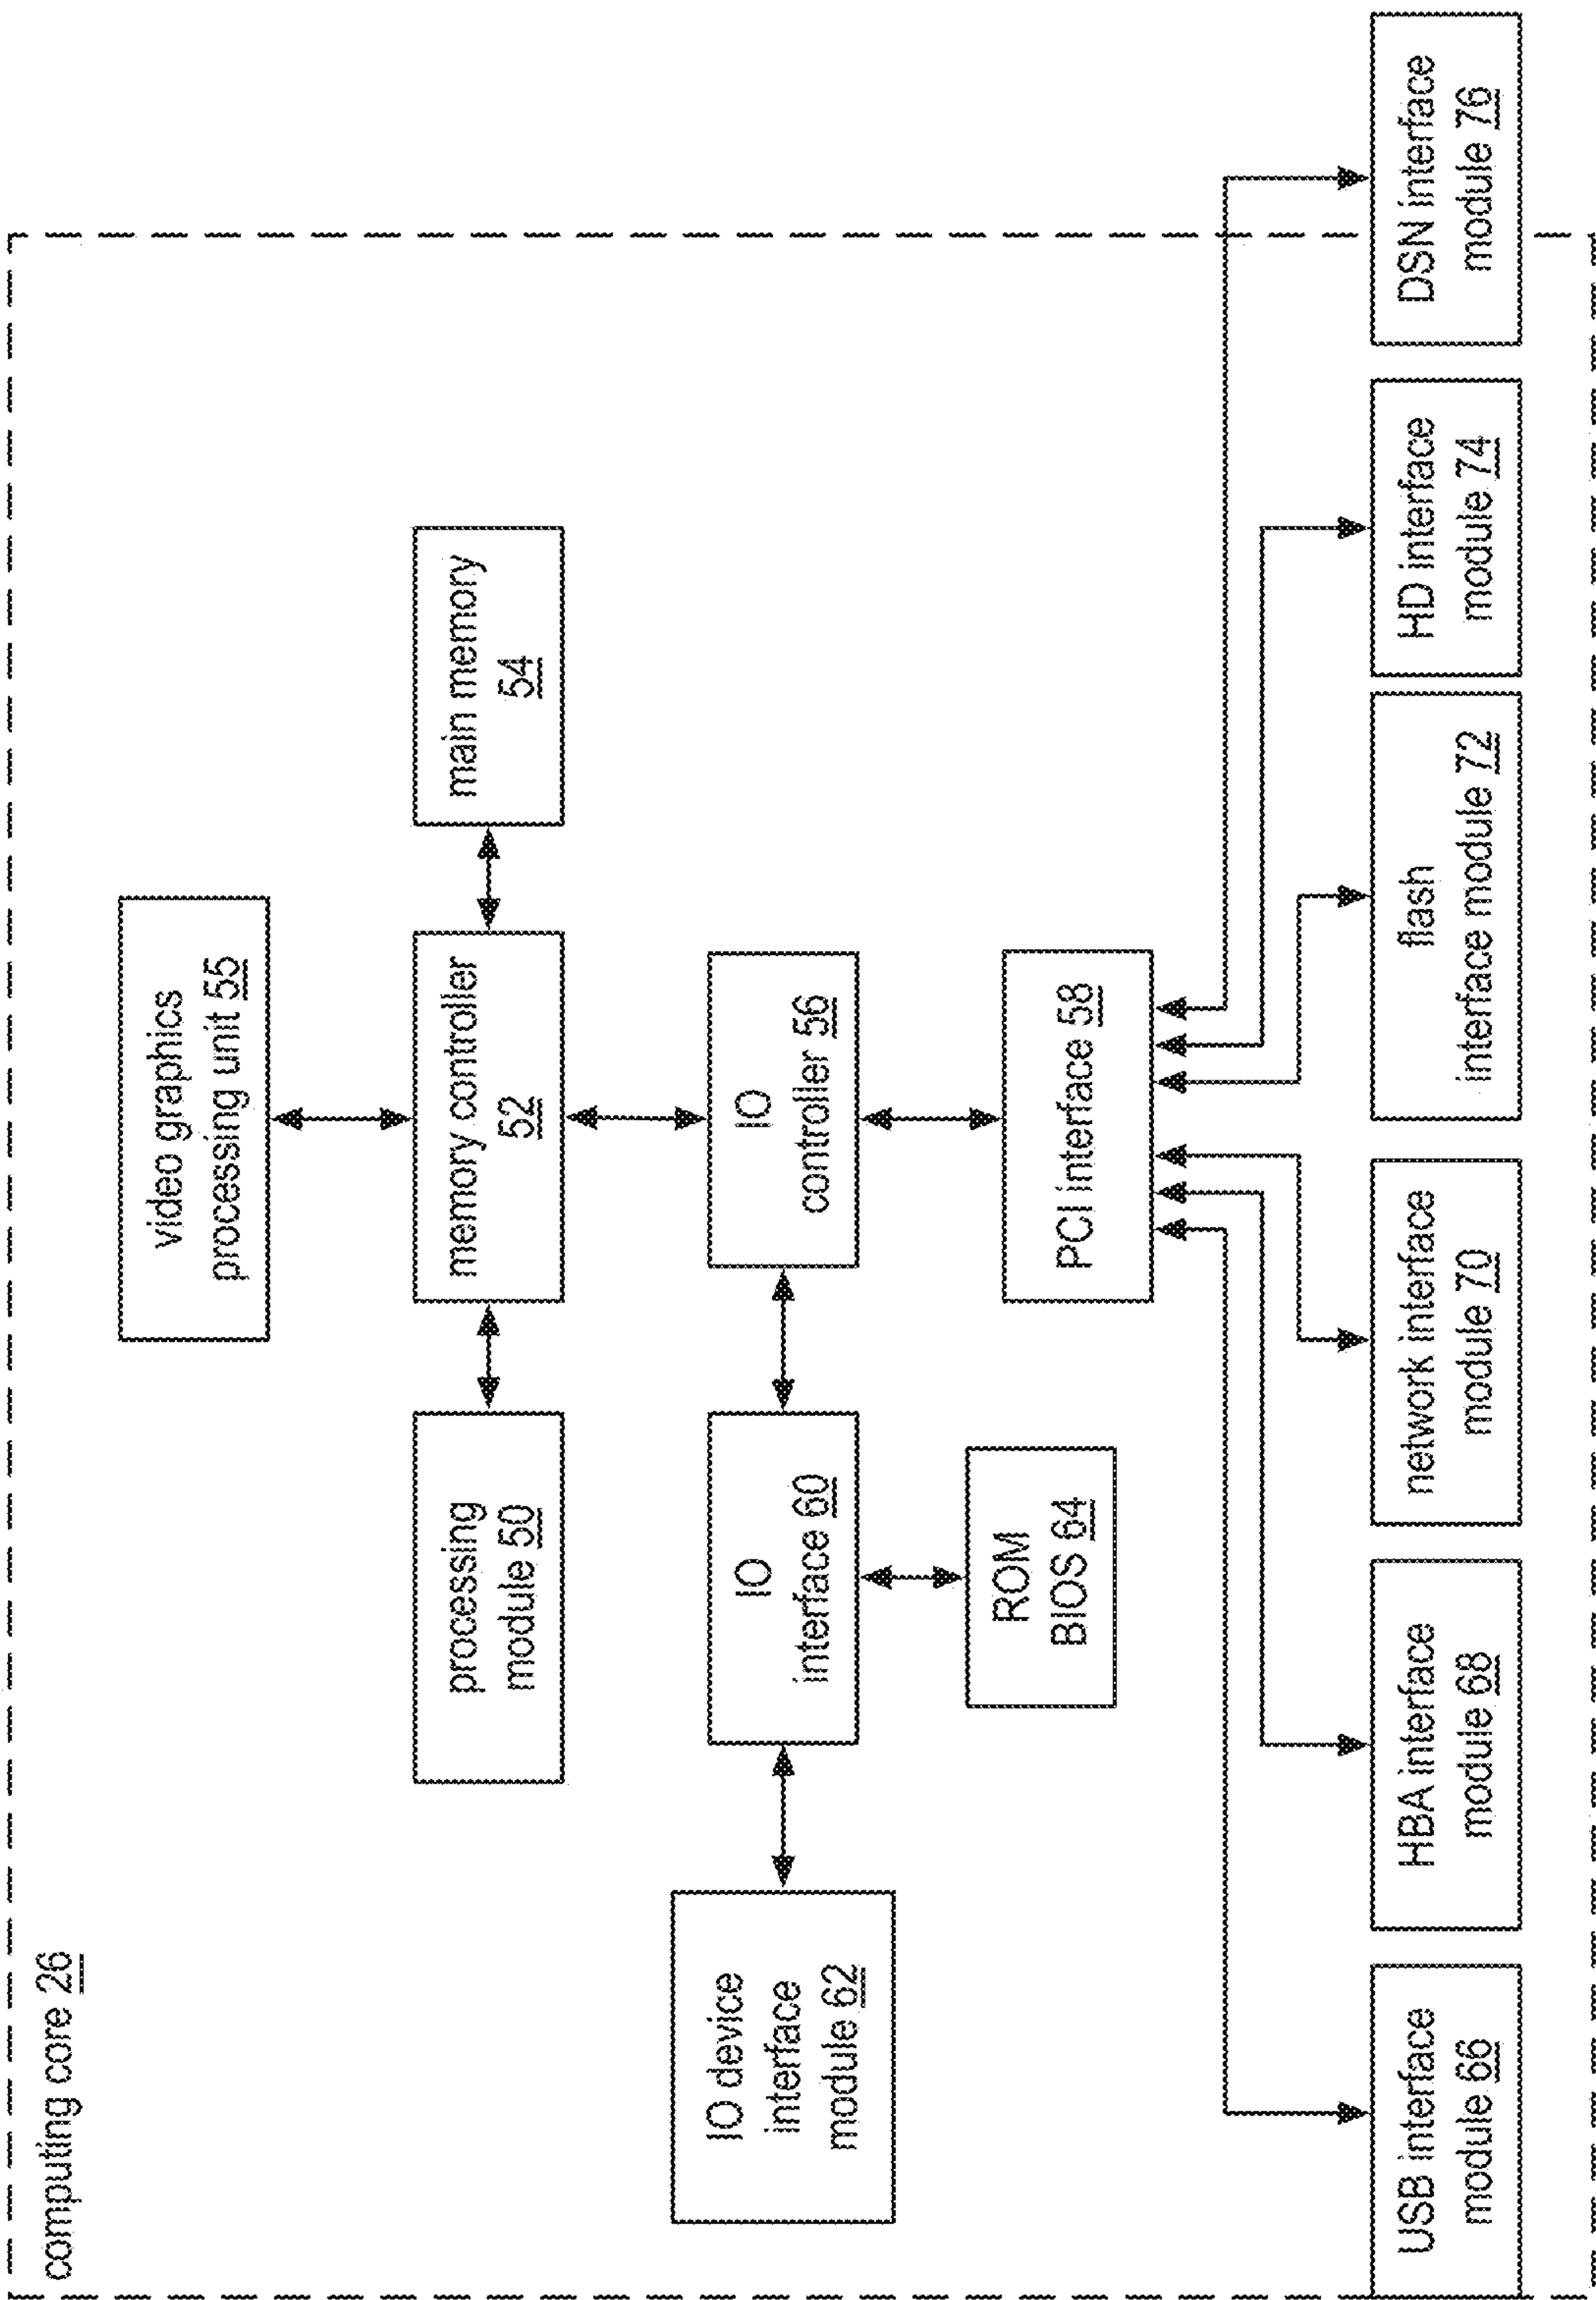 computing core 26
video graphics
processing unit 55
processing
module 50
memory controller
52
main memory
54
IO device
interface
module 62
IO
interface 60
IO
controller 56
ROM
BIOS 64
PCI interface 58
USB interface
module 66
HBA interface
module 68
network interface
module 70
flash
interface module 72
HD interface
module 74
DSN interface
module 76